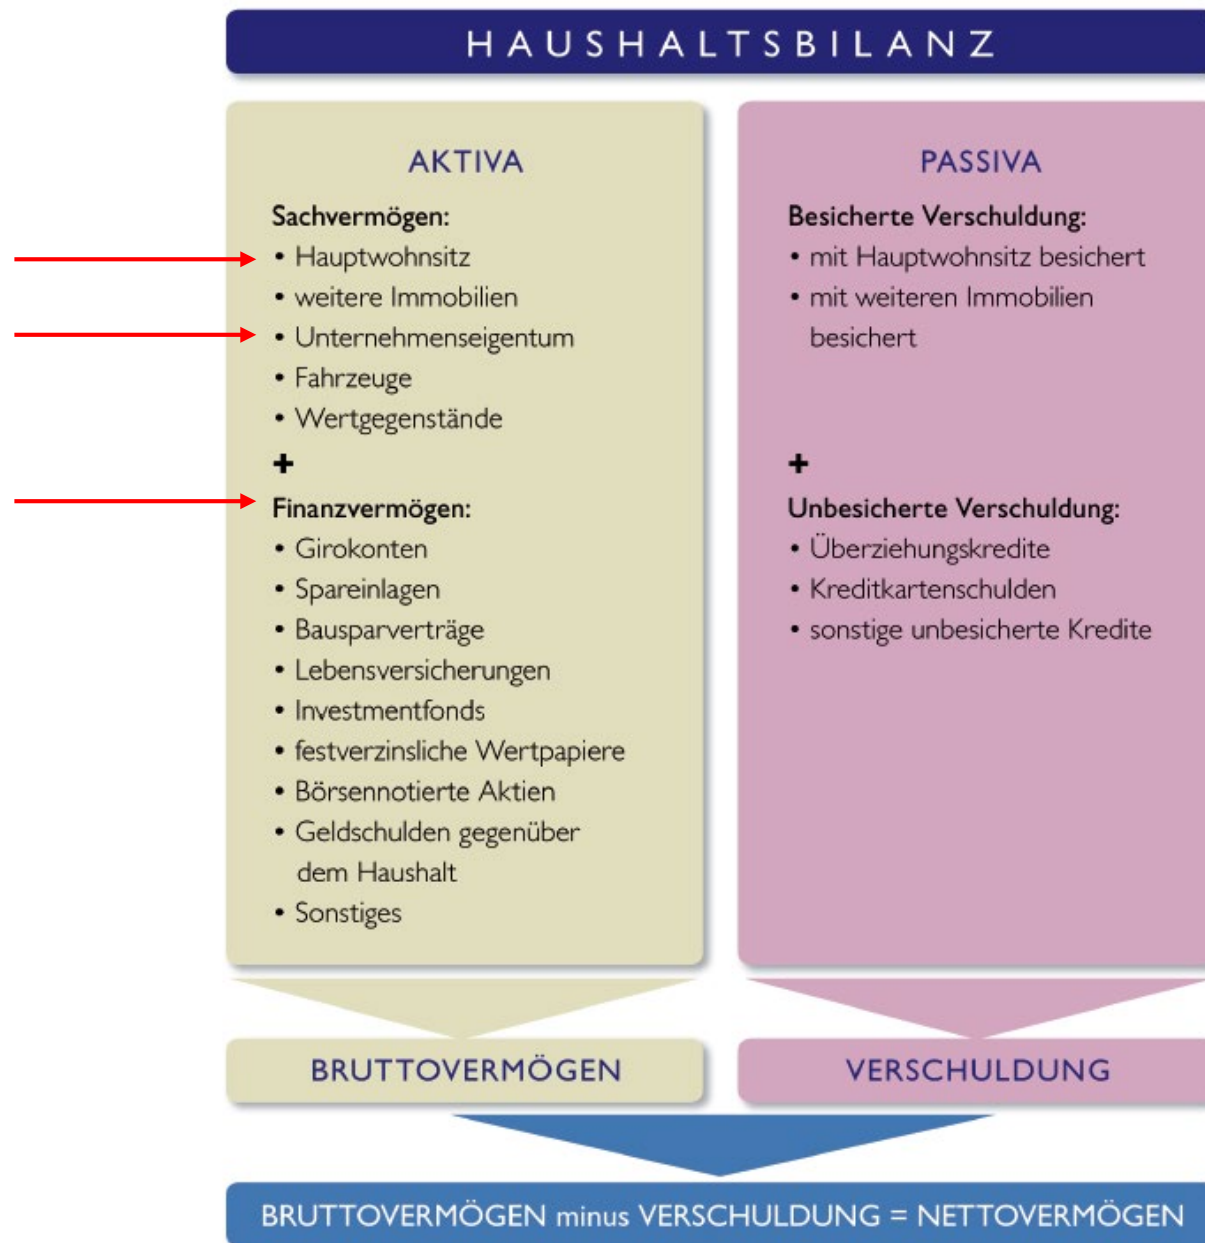 HAUSHALTSBILANZ
AKTIVA
Sachvermögen:
• Hauptwohnsitz
• weitere Immobilien
• Unternehmenseigentum
• Fahrzeuge
• Wertgegenstände
+
Finanzvermögen:
• Girokonten
• Spareinlagen
• Bausparverträge
• Lebensversicherungen
• Investmentfonds
• festverzinsliche Wertpapiere
• Börsennotierte Aktien
• Geldschulden gegenüber
dem Haushalt
• Sonstiges
PASSIVA
Besicherte Verschuldung:
• mit Hauptwohnsitz besichert
• mit weiteren Immobilien
besichert
+
Unbesicherte Verschuldung:
• Überziehungskredite
• Kreditkartenschulden
• sonstige unbesicherte Kredite
BRUTTOVERMÖGEN
VERSCHULDUNG
BRUTTOVERMÖGEN minus VERSCHULDUNG = NETTOVERMÖGEN